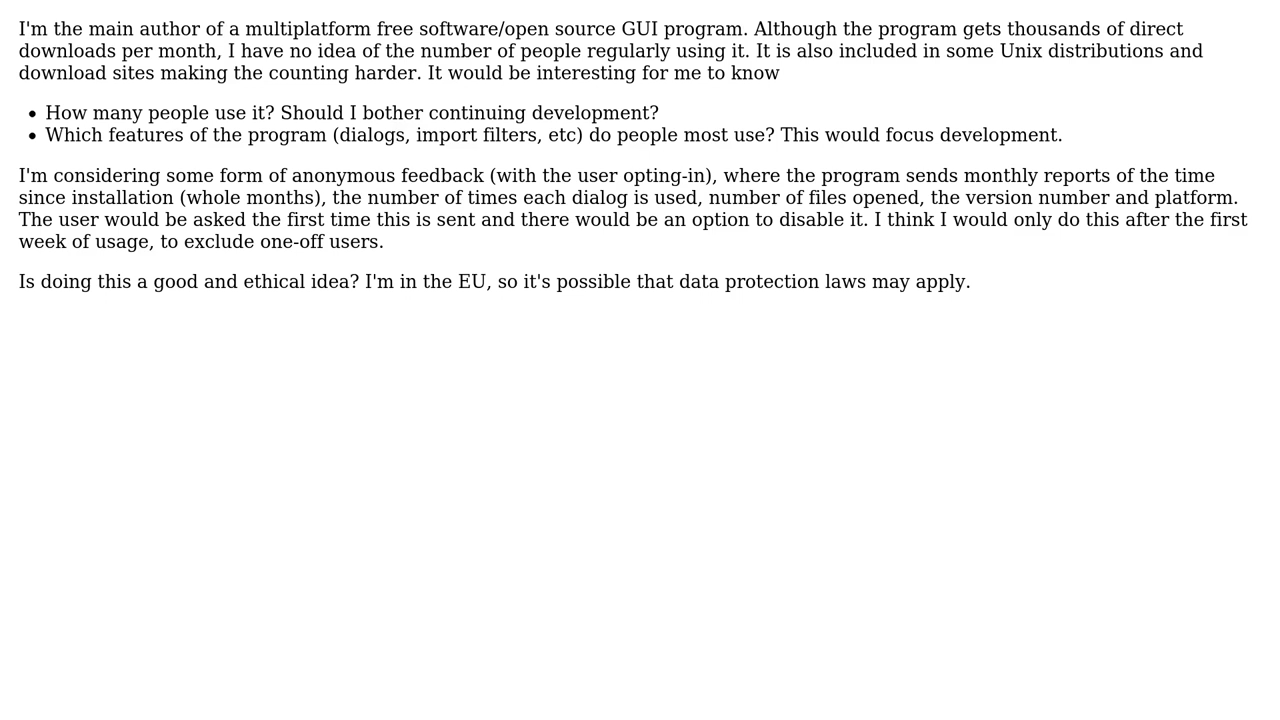 I'm the main author of a multiplatform free software/open source GUI program. Although the program gets thousands of direct
downloads per month, I have no idea of the number of people regularly using it. It is also included in some Unix distributions and
download sites making the counting harder. It would be interesting for me to know
• How many people use it? Should I bother continuing development?
• Which features of the program (dialogs, import filters, etc) do people most use? This would focus development.
I'm considering some form of anonymous feedback (with the user opting-in), where the program sends monthly reports of the time
since installation (whole months), the number of times each dialog is used, number of files opened, the version number and platform.
The user would be asked the first time this is sent and there would be an option to disable it. I think I would only do this after the first
week of usage, to exclude one-off users.
Is doing this a good and ethical idea? I'm in the EU, so it's possible that data protection laws may apply.